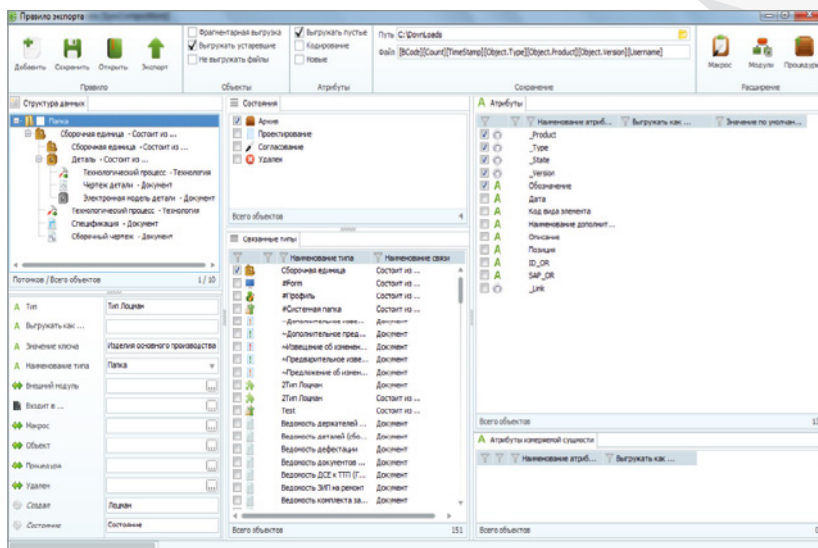 Правило экспорта
Добавить
Сохранить
Открыть
Экспорт
Правило
Фрагментарная выгрузка
Выгружать устаревшие
Не выгружать файлы
Объекты
Выгружать пустые
Кодирование
Новые
Атрибуты
Путь C:\Downloads
Файл [BCode][Count][TimeStamp][Object.Type][Object.Product][Object.Version][Username]
Сохранение
Макрос
Модули
Процедуры
Расширение
Структура данных
Папка
Сборочная единица - Состоит из ...
Сборочная единица - Состоит из ...
Деталь - Состоит из ...
Технологический процесс - Технология
Чертеж детали - Документ
Электронная модель детали - Документ
Технологический процесс - Технология
Спецификация - Документ
Сборочный чертеж - Документ
Потомков / Всего объектов 1 / 10
Тип Тип Лоцман
Выгружать как ...
Значение ключа Изделия основного производства
Наименование типа Папка
Внешний модуль
Входит в ...
Макрос
Объект
Процедура
Удален
Создал Лоцман
Состояние Состояние
Состояния
Архив
Проектирование
Согласование
Удален
Всего объектов 4
Связанные типы
Наименование типа Наименование связи
Сборочная единица Состоит из ...
#Form Состоит из ...
#Профиль Состоит из ...
#Системная папка Состоит из ...
~Дополнительное изве... Документ
~Дополнительное пред... Документ
~Извещение об изменен... Документ
~Предварительное изве... Документ
~Предложение об измен... Документ
2Тип Лоцман Документ
2Тип Лоцман Состоит из ...
Test Состоит из ...
Ведомость держателей ... Документ
Ведомость деталей (сбо... Документ
Ведомость дефектации Документ
Ведомость документов ... Документ
Ведомость ДСЕ к ТТП (Г... Документ
Ведомость ЗИП на ремонт Документ
Ведомость комплекта за... Документ
Всего объектов 151
Атрибуты
Наименование атриб... Выгружать как ... Значение по умолчан...
_Product
_Type
_State
_Version
Обозначение
Дата
Код вида элемента
Наименование дополнит...
Описание
Позиция
ID_OR
SAP_OR
_Link
Всего объектов
Атрибуты измеряемой сущности
Наименование атриб... Выгружать как ...
Всего объектов